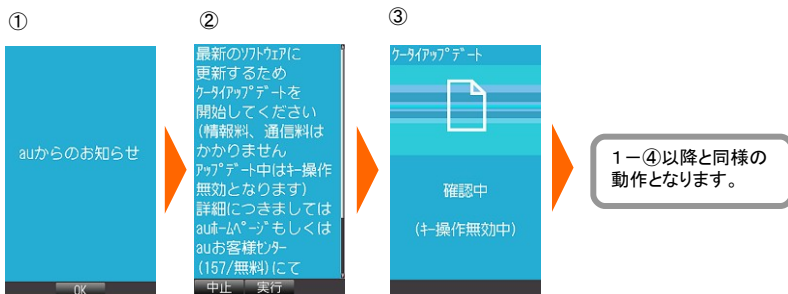 ①
auからのお知らせ
OK
②
最新のｿﾌﾄｳｪｱに
更新するため
ｹｰﾀｲｱｯﾌﾟﾃﾞｰﾄを
開始してください
(情報料、通信料は
かかりません
ｱｯﾌﾟﾃﾞｰﾄ中はｷｰ操作
無効となります)
詳細につきましては
auﾎｰﾑﾍﾟｰｼﾞもしくは
auお客様ｾﾝﾀｰ
(157/無料)にて
中止 実行
③
ｹｰﾀｲｱｯﾌﾟﾃﾞｰﾄ
確認中
(ｷｰ操作無効中)
１－④以降と同様の
動作となります。